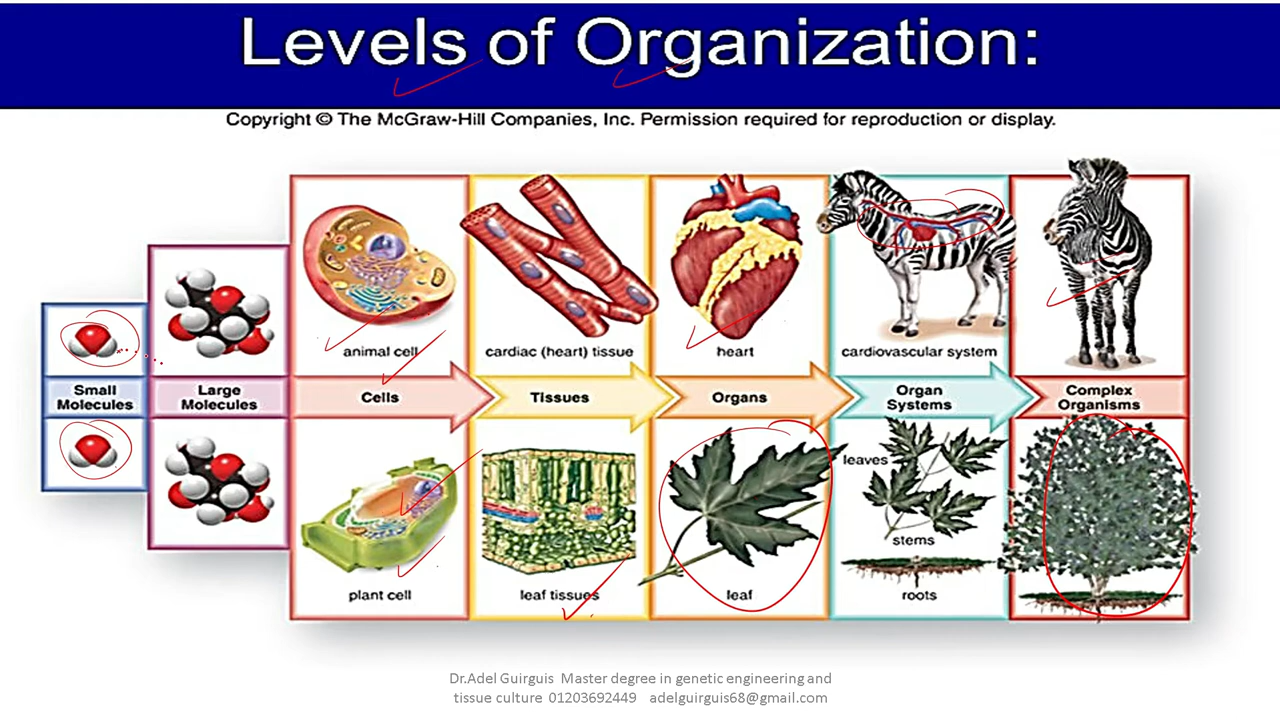 Levels of Organization:
Copyright © The McGraw-Hill Companies, Inc. Permission required for reproduction or display.
animal cell
cardiac (heart) tissue
heart
cardiovascular system
Small
Molecules
Large
Molecules
Cells
Tissues
Organs
Organ
Systems
Complex
Organisms
leaves
stems
plant cell
leaf tissues
leaf
roots
Dr.Adel Guirguis Master degree in genetic engineering and
tissue culture 01203692449 adelguirguis68@gmail.com